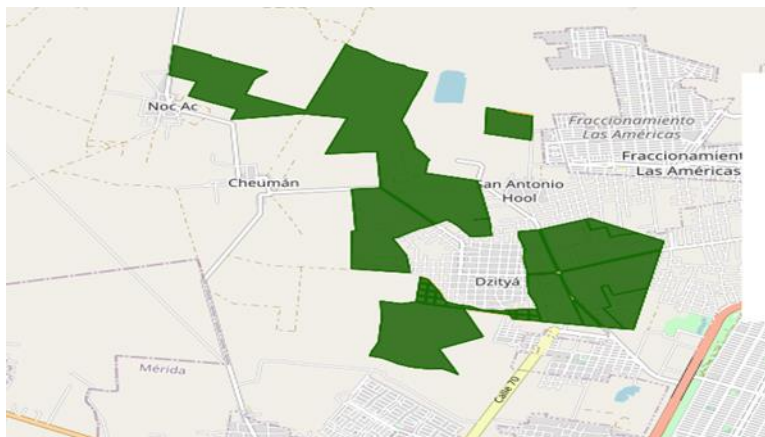 Noc Ac
Fraccionamiento
Las Américas
Fraccionamient
Las Américas
Cheumán
San Antonio
Hool
Dzityá
Mérida
Calle 70